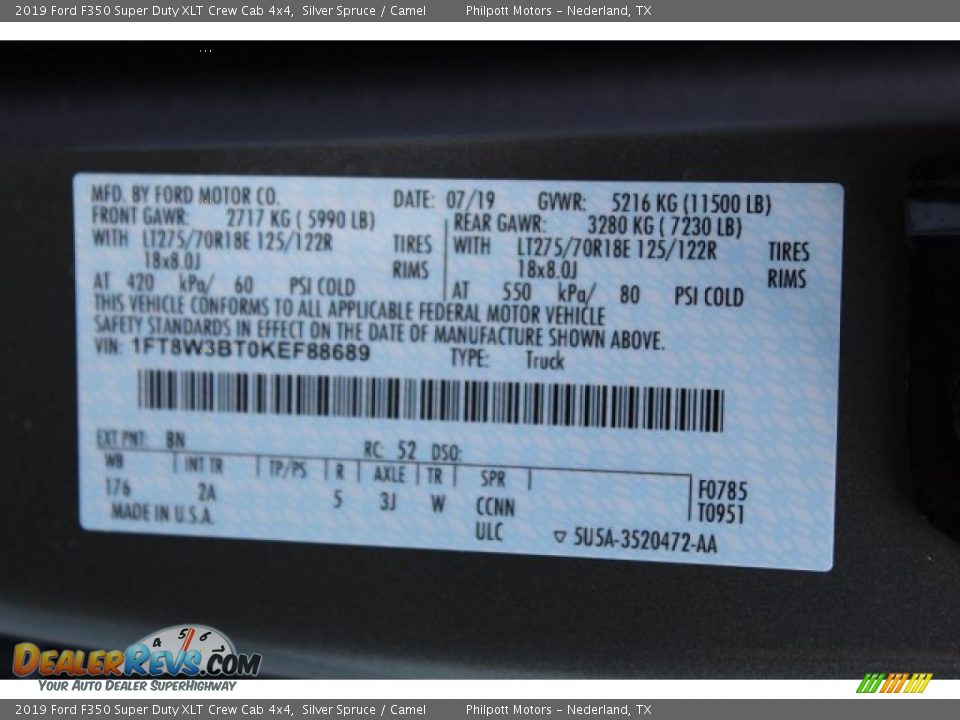 2019 Ford F350 Super Duty XLT Crew Cab 4x4, Silver Spruce / Camel Philpott Motors – Nederland, TX
MFD. BY FORD MOTOR CO. DATE: 07/19 GVWR: 5216 KG (11500 LB)
FRONT GAWR: 2717 KG ( 5990 LB) REAR GAWR: 3280 KG ( 7230 LB)
WITH LT275/70R18E 125/122R TIRES WITH LT275/70R18E 125/122R TIRES
18x8.0J RIMS 18x8.0J RIMS
AT 420 kPa/ 60 PSI COLD AT 550 kPa/ 80 PSI COLD
THIS VEHICLE CONFORMS TO ALL APPLICABLE FEDERAL MOTOR VEHICLE
SAFETY STANDARDS IN EFFECT ON THE DATE OF MANUFACTURE SHOWN ABOVE.
VIN: 1FT8W3BT0KEF88689 TYPE: Truck
EXT PNT: BN RC: 52 DSO:
WB INT TR TP/PS R AXLE TR SPR
176 2A 5 3J W CCNN F0785
MADE IN U.S.A. ULC T0951
5U5A-3520472-AA
4 5 6
DEALERREVS.COM
YOUR AUTO DEALER SUPERHIGHWAY
2019 Ford F350 Super Duty XLT Crew Cab 4x4, Silver Spruce / Camel Philpott Motors – Nederland, TX